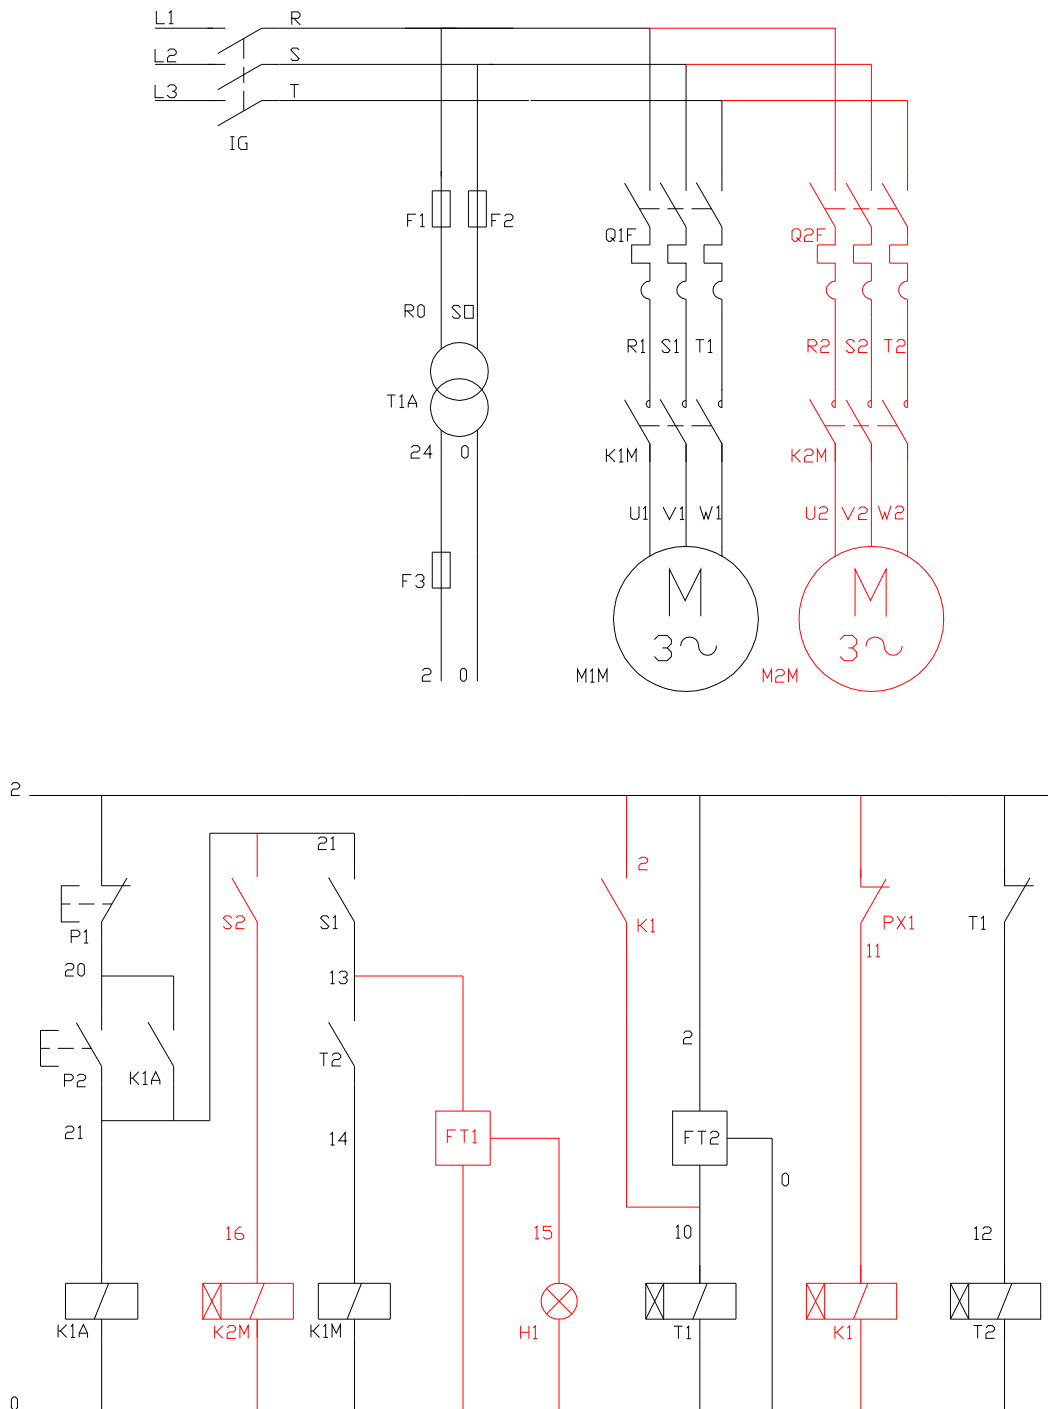 L1 R
L2 S
L3 T
IG
F1 F2
Q1F Q2F
R0 S0
R1 S1 T1 R2 S2 T2
T1A
24 0
K1M K2M
U1 V1 W1 U2 V2 W2
M M
F3
3~ 3~
2 0
M1M M2M
2
21
2
S2 S1 K1 PX1 T1
P1
11
20 13
2
T2
P2 K1A
21 14 FT1 FT2
0
16 15 10 12
K1A K2M K1M H1 T1 K1 T2
0